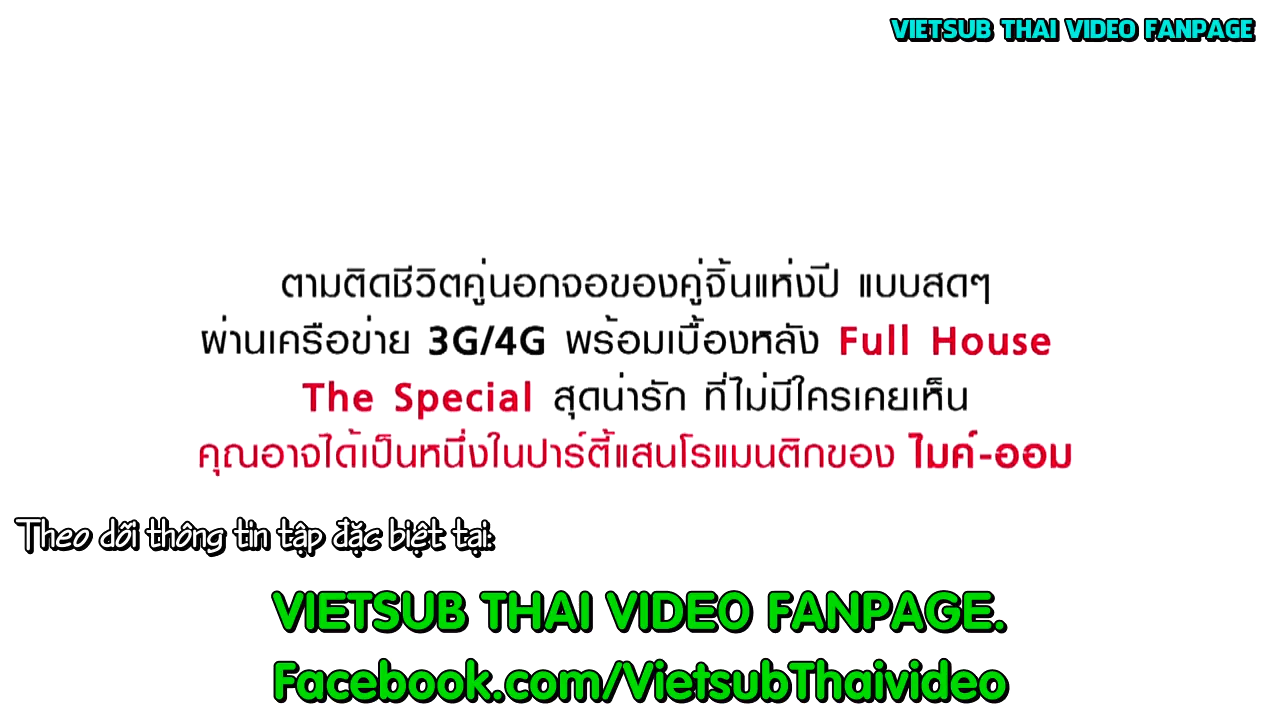 VIETSUB THAI VIDEO FANPAGE
ตามติดชีวิตคู่นอกจอของคู่จิ้นแห่งปี แบบสดๆ
ผ่านเครือข่าย 3G/4G พร้อมเบื้องหลัง Full House
The Special สุดน่ารัก ที่ไม่มีใครเคยเห็น
คุณอาจได้เป็นหนึ่งในปาร์ตี้แสนโรแมนติกของ ไมค์-ออม
Theo dõi thông tin tập đặc biệt tại:
VIETSUB THAI VIDEO FANPAGE.
Facebook.com/VietsubThaivideo